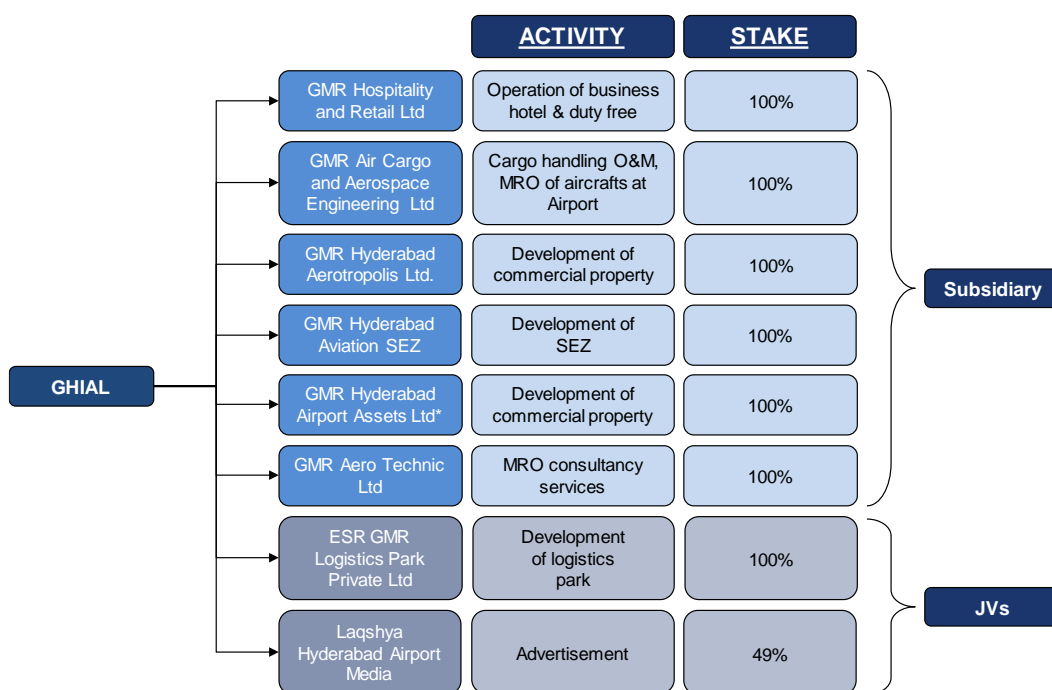 ACTIVITY
STAKE
GMR Hospitality
and Retail Ltd
Operation of business
hotel & duty free
100%
GMR Air Cargo
and Aerospace
Engineering Ltd
Cargo handling O&M,
MRO of aircrafts at
Airport
100%
GMR Hyderabad
Aerotropolis Ltd.
Development of
commercial property
100%
GMR Hyderabad
Aviation SEZ
Development of
SEZ
100%
GMR Hyderabad
Airport Assets Ltd*
Development of
commercial property
100%
GMR Aero Technic
Ltd
MRO consultancy
services
100%
ESR GMR
Logistics Park
Private Ltd
Development
of logistics
park
100%
Laqshya
Hyderabad Airport
Media
Advertisement
49%
GHIAL
Subsidiary
JVs